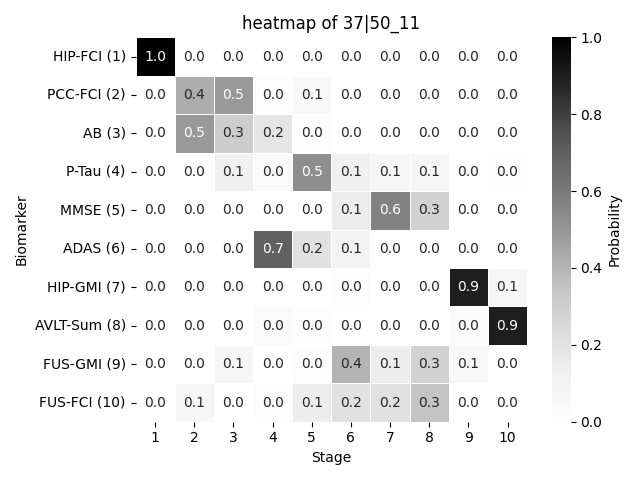 heatmap of 37|50_11
HIP-FCI (1) 1.0 0.0 0.0 0.0 0.0 0.0 0.0 0.0 0.0 0.0
PCC-FCI (2) 0.0 0.4 0.5 0.0 0.1 0.0 0.0 0.0 0.0 0.0
AB (3) 0.0 0.5 0.3 0.2 0.0 0.0 0.0 0.0 0.0 0.0
P-Tau (4) 0.0 0.0 0.1 0.0 0.5 0.1 0.1 0.1 0.0 0.0
MMSE (5) 0.0 0.0 0.0 0.0 0.0 0.1 0.6 0.3 0.0 0.0
ADAS (6) 0.0 0.0 0.0 0.7 0.2 0.1 0.0 0.0 0.0 0.0
HIP-GMI (7) 0.0 0.0 0.0 0.0 0.0 0.0 0.0 0.0 0.9 0.1
AVLT-Sum (8) 0.0 0.0 0.0 0.0 0.0 0.0 0.0 0.0 0.0 0.9
FUS-GMI (9) 0.0 0.0 0.1 0.0 0.0 0.4 0.1 0.3 0.1 0.0
FUS-FCI (10) 0.0 0.1 0.0 0.0 0.1 0.2 0.2 0.3 0.0 0.0
1 2 3 4 5 6 7 8 9 10
Stage
Biomarker
1.0
0.8
0.6
0.4
0.2
0.0
Probability